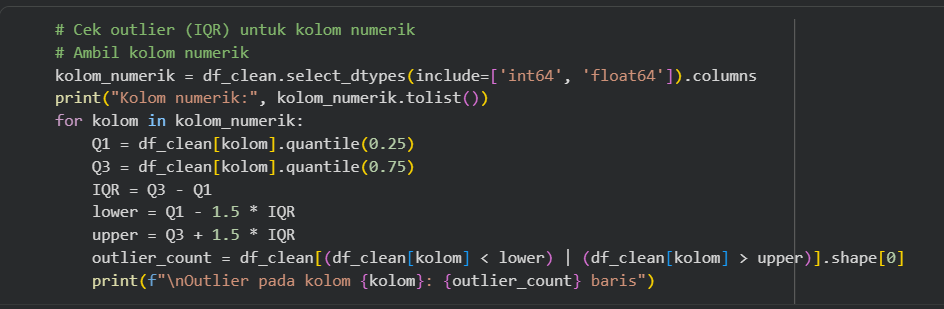 # Cek outlier (IQR) untuk kolom numerik
# Ambil kolom numerik
kolom_numerik = df_clean.select_dtypes(include=['int64', 'float64']).columns
print("Kolom numerik:", kolom_numerik.tolist())
for kolom in kolom_numerik:
    Q1 = df_clean[kolom].quantile(0.25)
    Q3 = df_clean[kolom].quantile(0.75)
    IQR = Q3 - Q1
    lower = Q1 - 1.5 * IQR
    upper = Q3 + 1.5 * IQR
    outlier_count = df_clean[(df_clean[kolom] < lower) | (df_clean[kolom] > upper)].shape[0]
    print(f"\nOutlier pada kolom {kolom}: {outlier_count} baris")